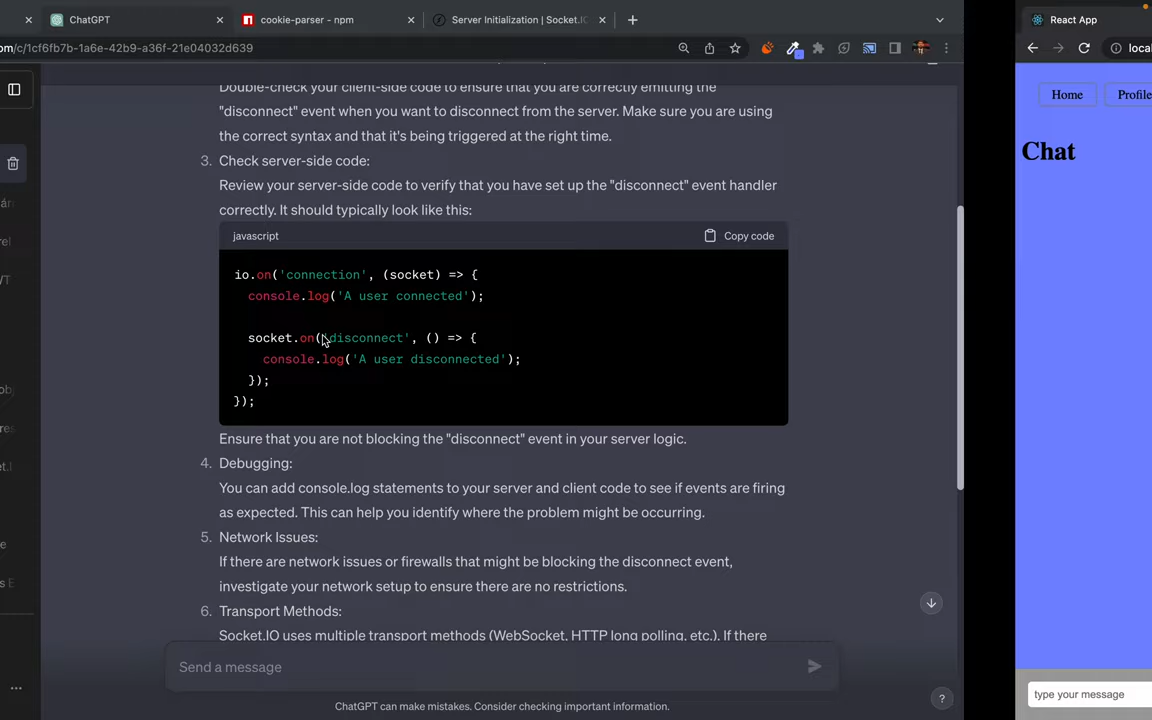 ChatGPT
cookie-parser - npm
Server Initialization | Socket.I
React App
om/c/1cf6fb7b-1a6e-42b9-a36f-21e04032d639
Home
Profile
Chat
Double-check your client-side code to ensure that you are correctly emitting the
"disconnect" event when you want to disconnect from the server. Make sure you are using
the correct syntax and that it's being triggered at the right time.
3. Check server-side code:
Review your server-side code to verify that you have set up the "disconnect" event handler
correctly. It should typically look like this:
javascript
Copy code
io.on('connection', (socket) => {
console.log('A user connected');
socket.on('disconnect', () => {
console.log('A user disconnected');
});
});
Ensure that you are not blocking the "disconnect" event in your server logic.
4. Debugging:
You can add console.log statements to your server and client code to see if events are firing
as expected. This can help you identify where the problem might be occurring.
5. Network Issues:
If there are network issues or firewalls that might be blocking the disconnect event,
investigate your network setup to ensure there are no restrictions.
6. Transport Methods:
Socket.IO uses multiple transport methods (WebSocket, HTTP long polling, etc.). If there
Send a message
ChatGPT can make mistakes. Consider checking important information.
?
type your message